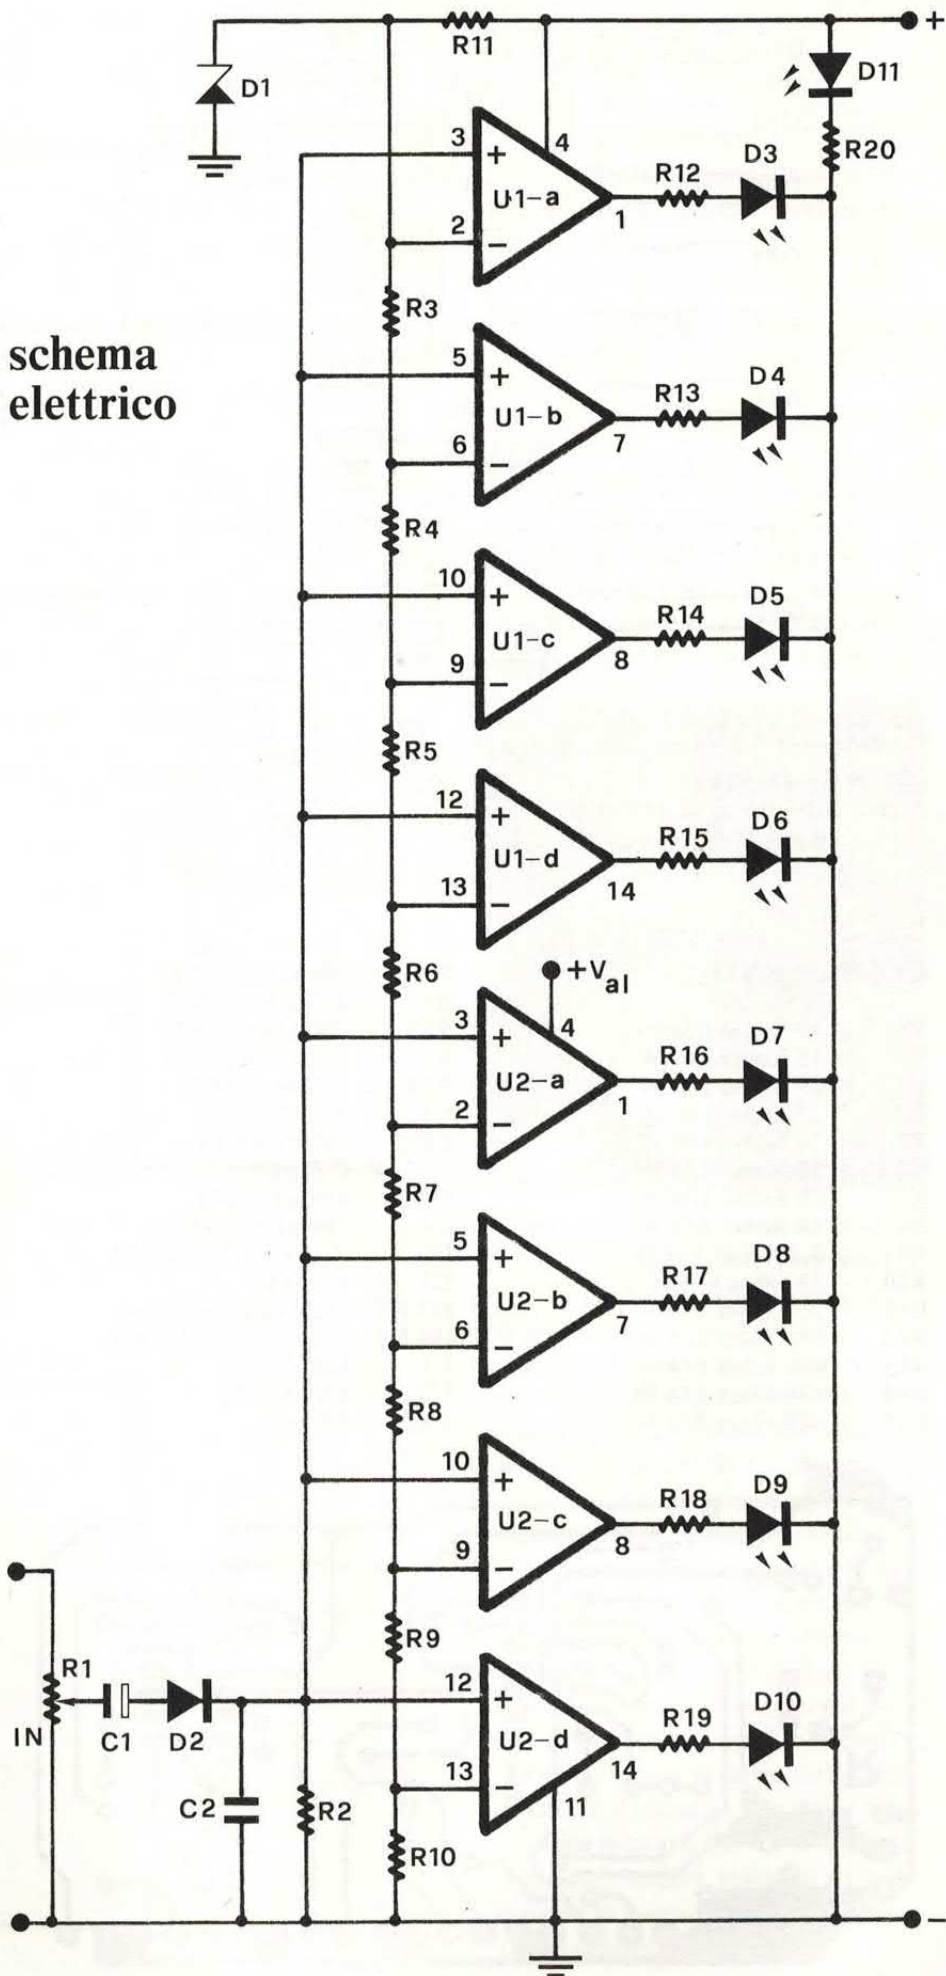 +
R11
D1
D11
3
+
4
U1-a
R12
D3
R20
2
−
1
R3
schema
elettrico
5
+
U1-b
R13
D4
6
−
7
R4
10
+
U1-c
R14
D5
9
−
8
R5
12
+
U1-d
R15
D6
13
−
14
R6
+Val
3
+
4
U2-a
R16
D7
2
−
1
R7
5
+
U2-b
R17
D8
6
−
7
R8
10
+
U2-c
R18
D9
9
−
8
R9
R1
IN
C1
D2
12
+
U2-d
R19
D10
13
−
14
11
C2
R2
R10
−